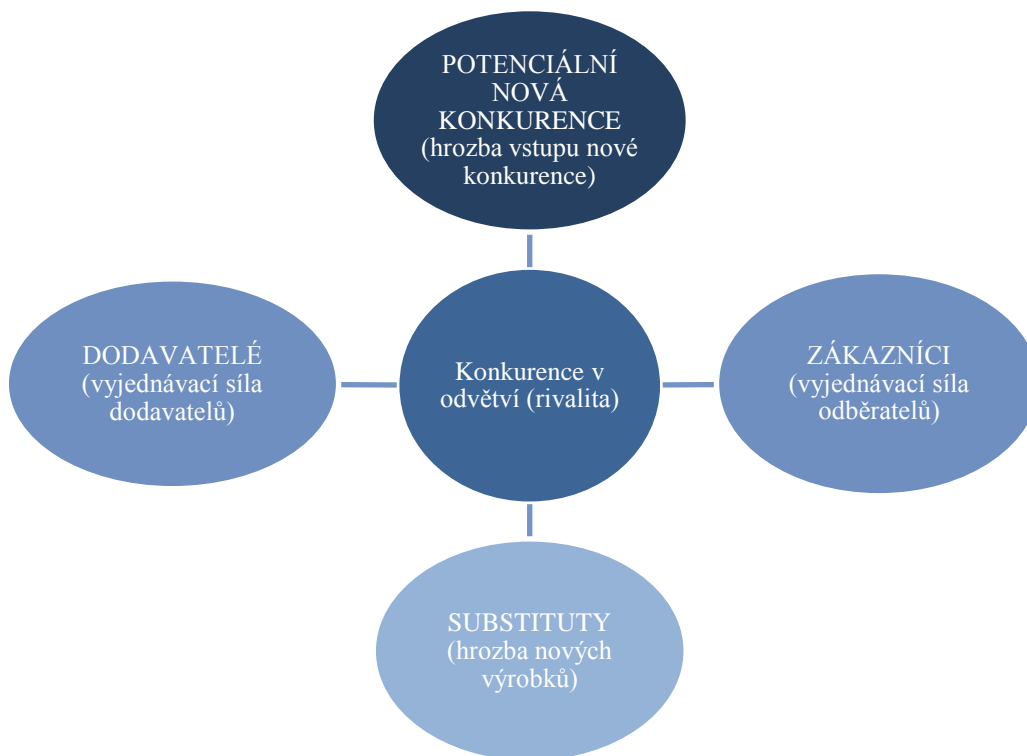 POTENCIÁLNÍ
NOVÁ
KONKURENCE
(hrozba vstupu nové
konkurence)
DODAVATELÉ
(vyjednávací síla
dodavatelů)
Konkurence v
odvětví (rivalita)
ZÁKAZNÍCI
(vyjednávací síla
odběratelů)
SUBSTITUTY
(hrozba nových
výrobků)